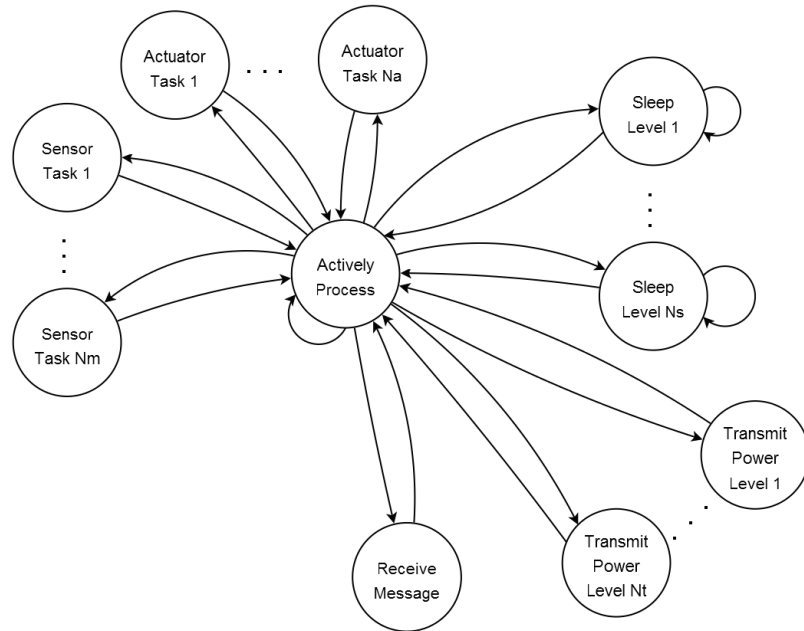 Actuator
Task 1
Actuator
Task Na
Sensor
Task 1
Sleep
Level 1
Actively
Process
Sleep
Level Ns
Sensor
Task Nm
Transmit
Power
Level 1
Transmit
Power
Level Nt
Receive
Message